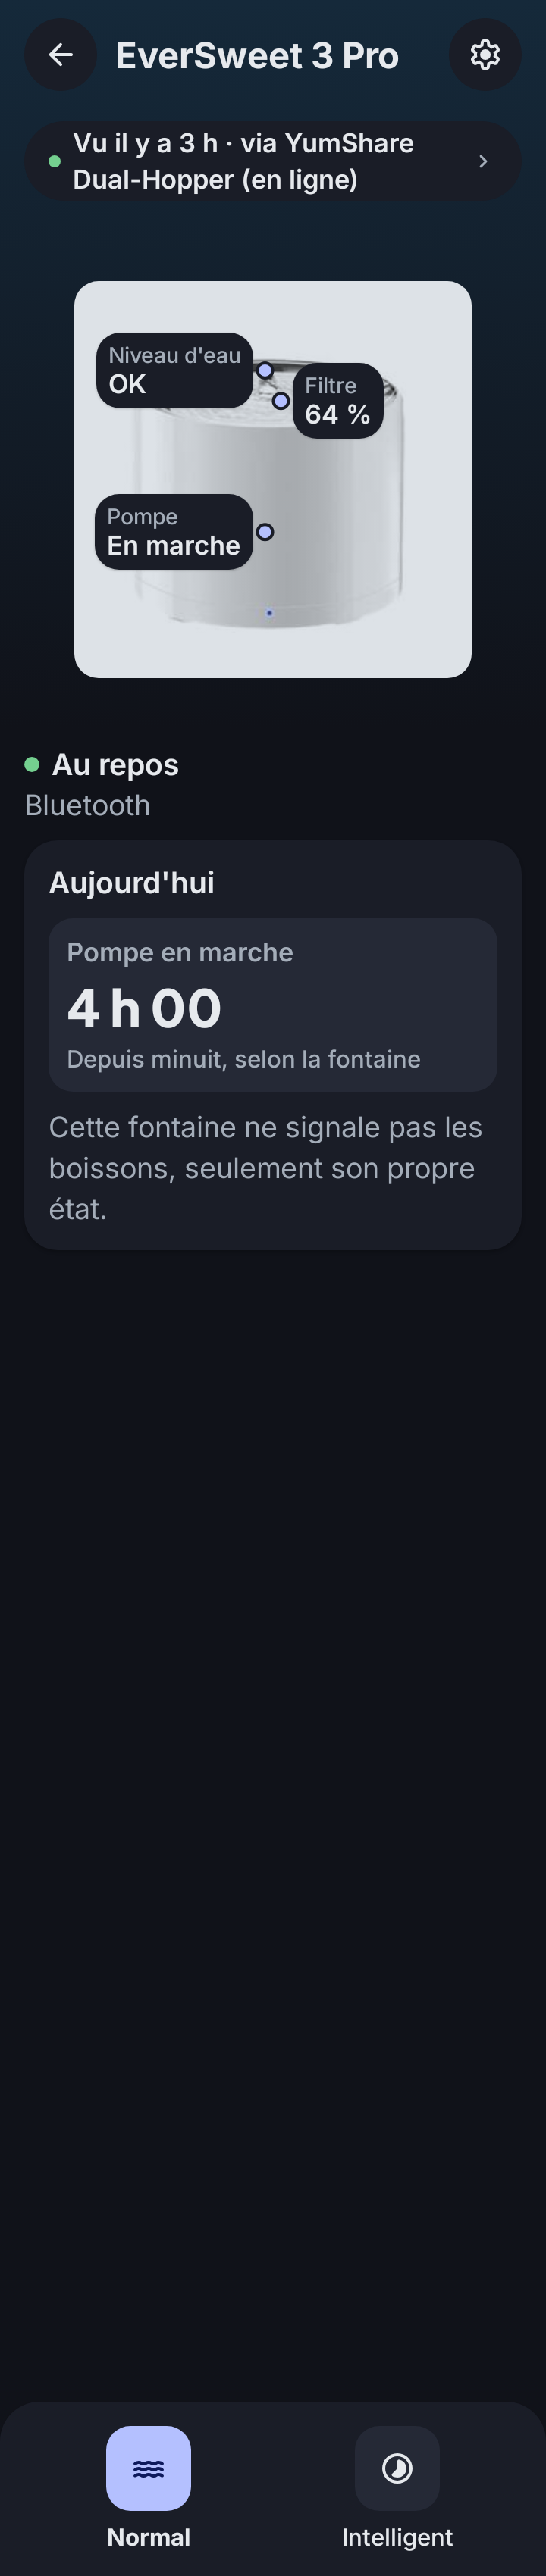 EverSweet 3 Pro
Vu il y a 3 h · via YumShare
Dual-Hopper (en ligne)
Niveau d'eau
OK
Filtre
64 %
Pompe
En marche
Au repos
Bluetooth
Aujourd'hui
Pompe en marche
4 h 00
Depuis minuit, selon la fontaine
Cette fontaine ne signale pas les
boissons, seulement son propre
état.
Normal
Intelligent